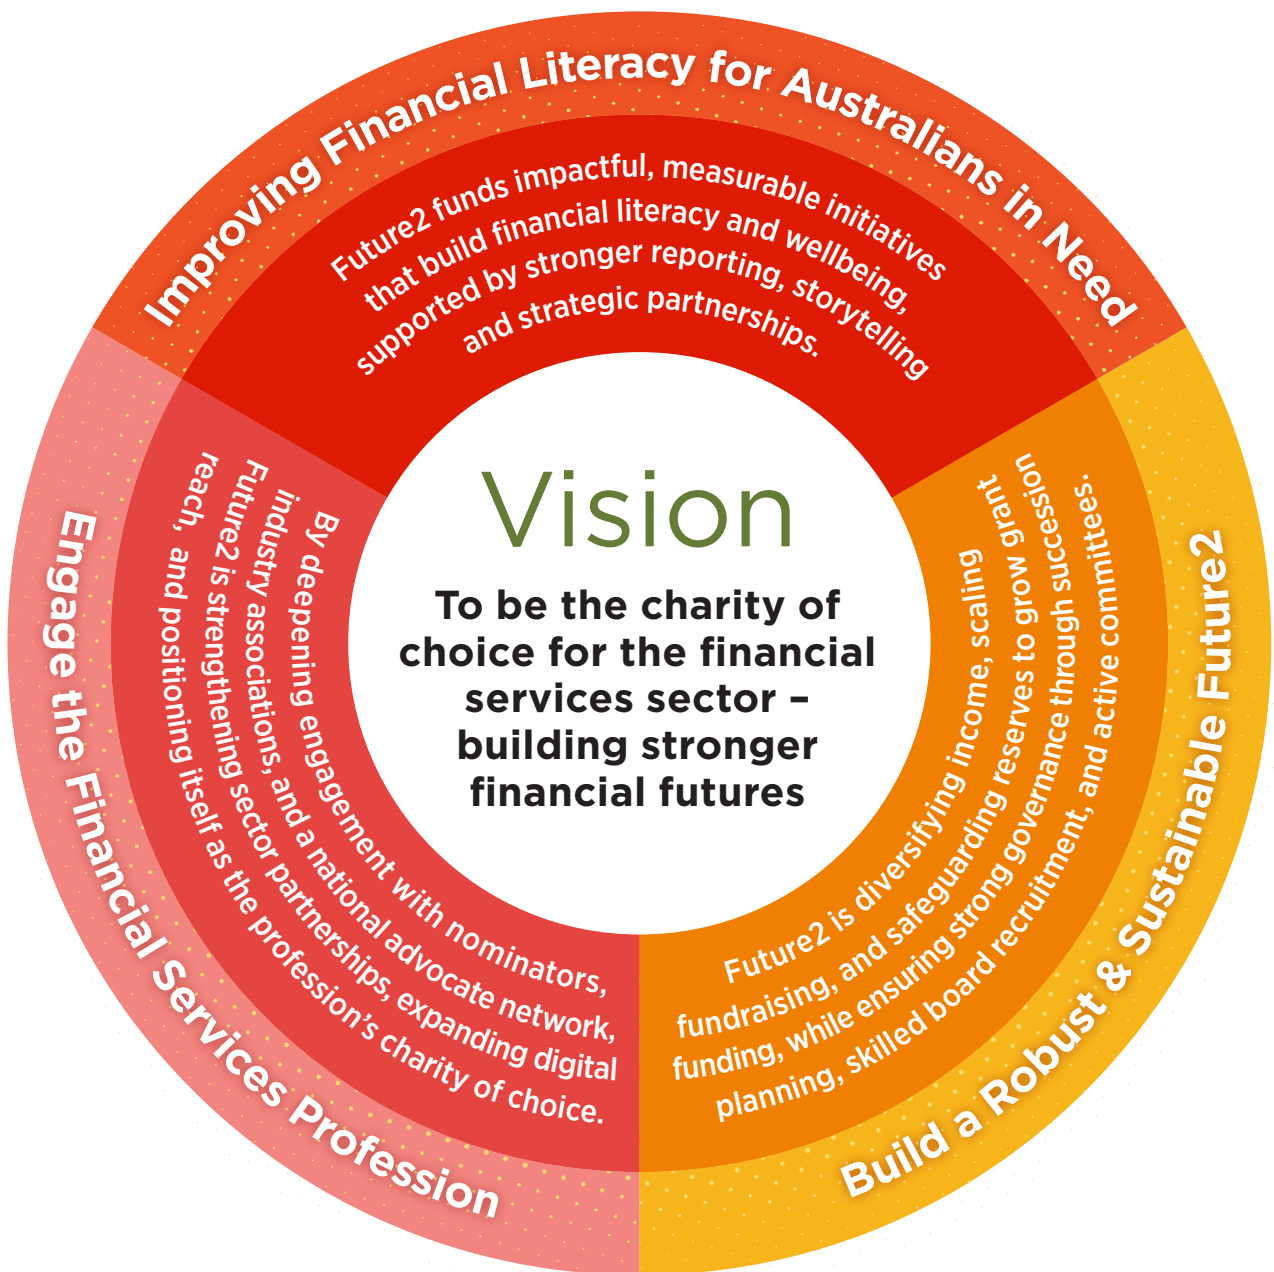 Improving Financial Literacy for Australians in Need
Future2 funds impactful, measurable initiatives
that build financial literacy and wellbeing,
supported by stronger reporting, storytelling
and strategic partnerships.
Vision
To be the charity of
choice for the financial
services sector –
building stronger
financial futures
Build a Robust & Sustainable Future2
Future2 is diversifying income, scaling
fundraising, and safeguarding reserves to grow grant
funding, while ensuring strong governance through succession
planning, skilled board recruitment, and active committees.
Engage the Financial Services Profession
By deepening engagement with nominators,
industry associations, and a national advocate network,
Future2 is strengthening sector partnerships, expanding digital
reach, and positioning itself as the profession’s charity of choice.